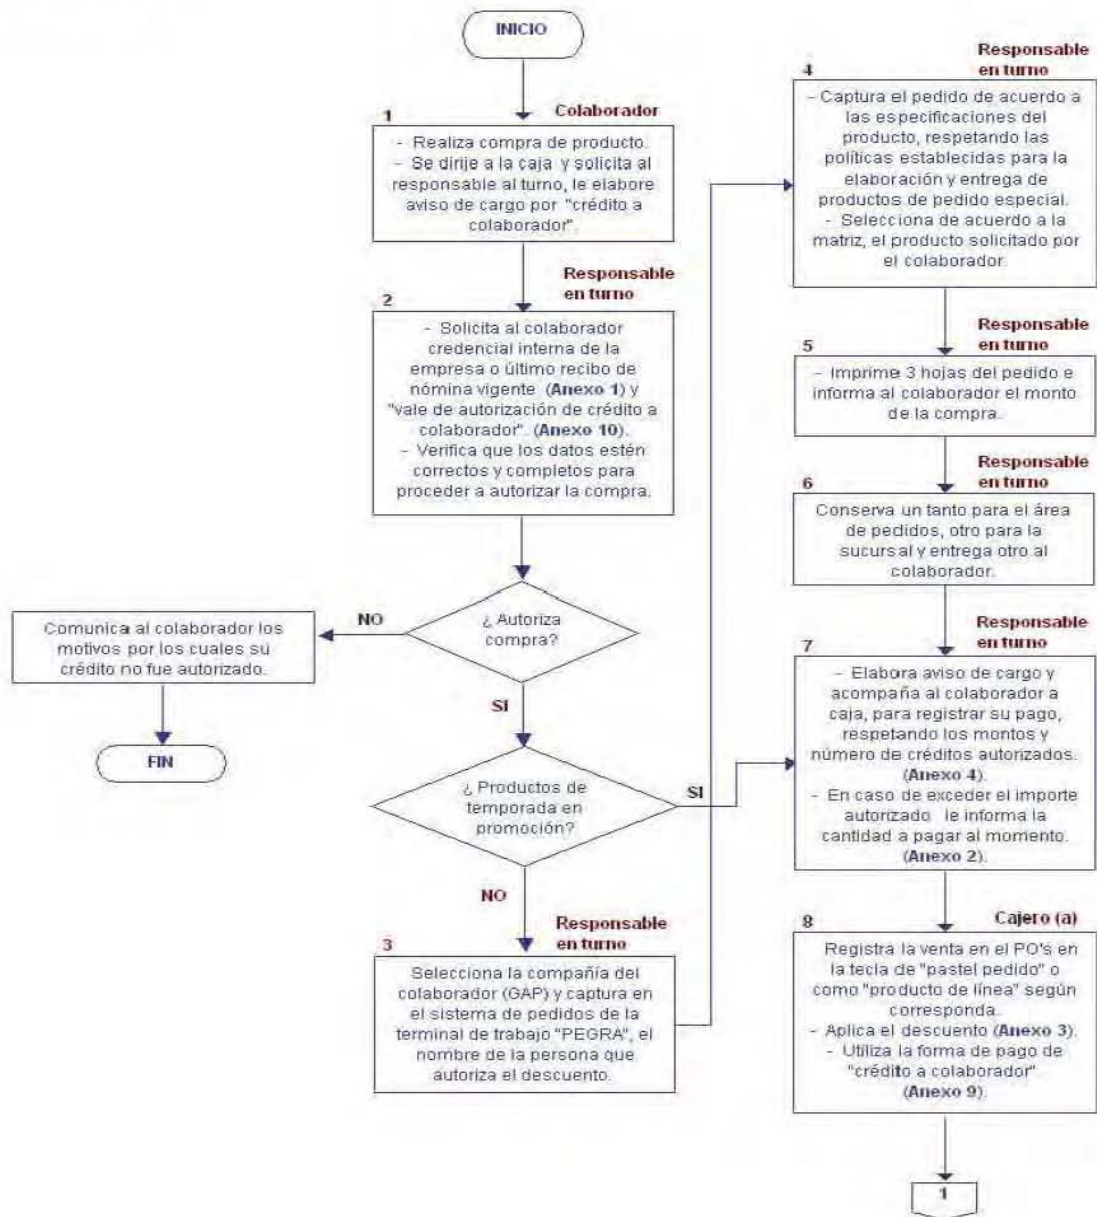 INICIO
1
Colaborador
- Realiza compra de producto.
- Se dirije a la caja y solicita al
responsable al turno, le elabore
aviso de cargo por "crédito a
colaborador".
Responsable
en turno
2
- Solicita al colaborador
credencial interna de la
empresa o último recibo de
nómina vigente (Anexo 1) y
"vale de autorización de crédito a
colaborador". (Anexo 10).
- Verifica que los datos estén
correctos y completos para
proceder a autorizar la compra.
¿ Autoriza
compra?
NO
Comunica al colaborador los
motivos por los cuales su
crédito no fue autorizado.
FIN
SI
¿ Productos de
temporada en
promoción?
SI
NO
Responsable
en turno
3
Selecciona la compañía del
colaborador (GAP) y captura en
el sistema de pedidos de la
terminal de trabajo "PEGRA", el
nombre de la persona que
autoriza el descuento.
Responsable
en turno
4
- Captura el pedido de acuerdo a
las especificaciones del
producto, respetando las
políticas establecidas para la
elaboración y entrega de
productos de pedido especial.
- Selecciona de acuerdo a la
matriz, el producto solicitado por
el colaborador.
Responsable
en turno
5
- Imprime 3 hojas del pedido e
informa al colaborador el monto
de la compra.
Responsable
en turno
6
Conserva un tanto para el área
de pedidos, otro para la
sucursal y entrega otro al
colaborador.
Responsable
en turno
7
- Elabora aviso de cargo y
acompaña al colaborador a
caja, para registrar su pago,
respetando los montos y
número de créditos autorizados.
(Anexo 4).
- En caso de exceder el importe
autorizado le informa la
cantidad a pagar al momento.
(Anexo 2).
8
Cajero (a)
Registra la venta en el PO's en
la tecla de "pastel pedido" o
como "producto de línea" según
corresponda.
- Aplica el descuento (Anexo 3).
- Utiliza la forma de pago de
"crédito a colaborador"
(Anexo 9).
1